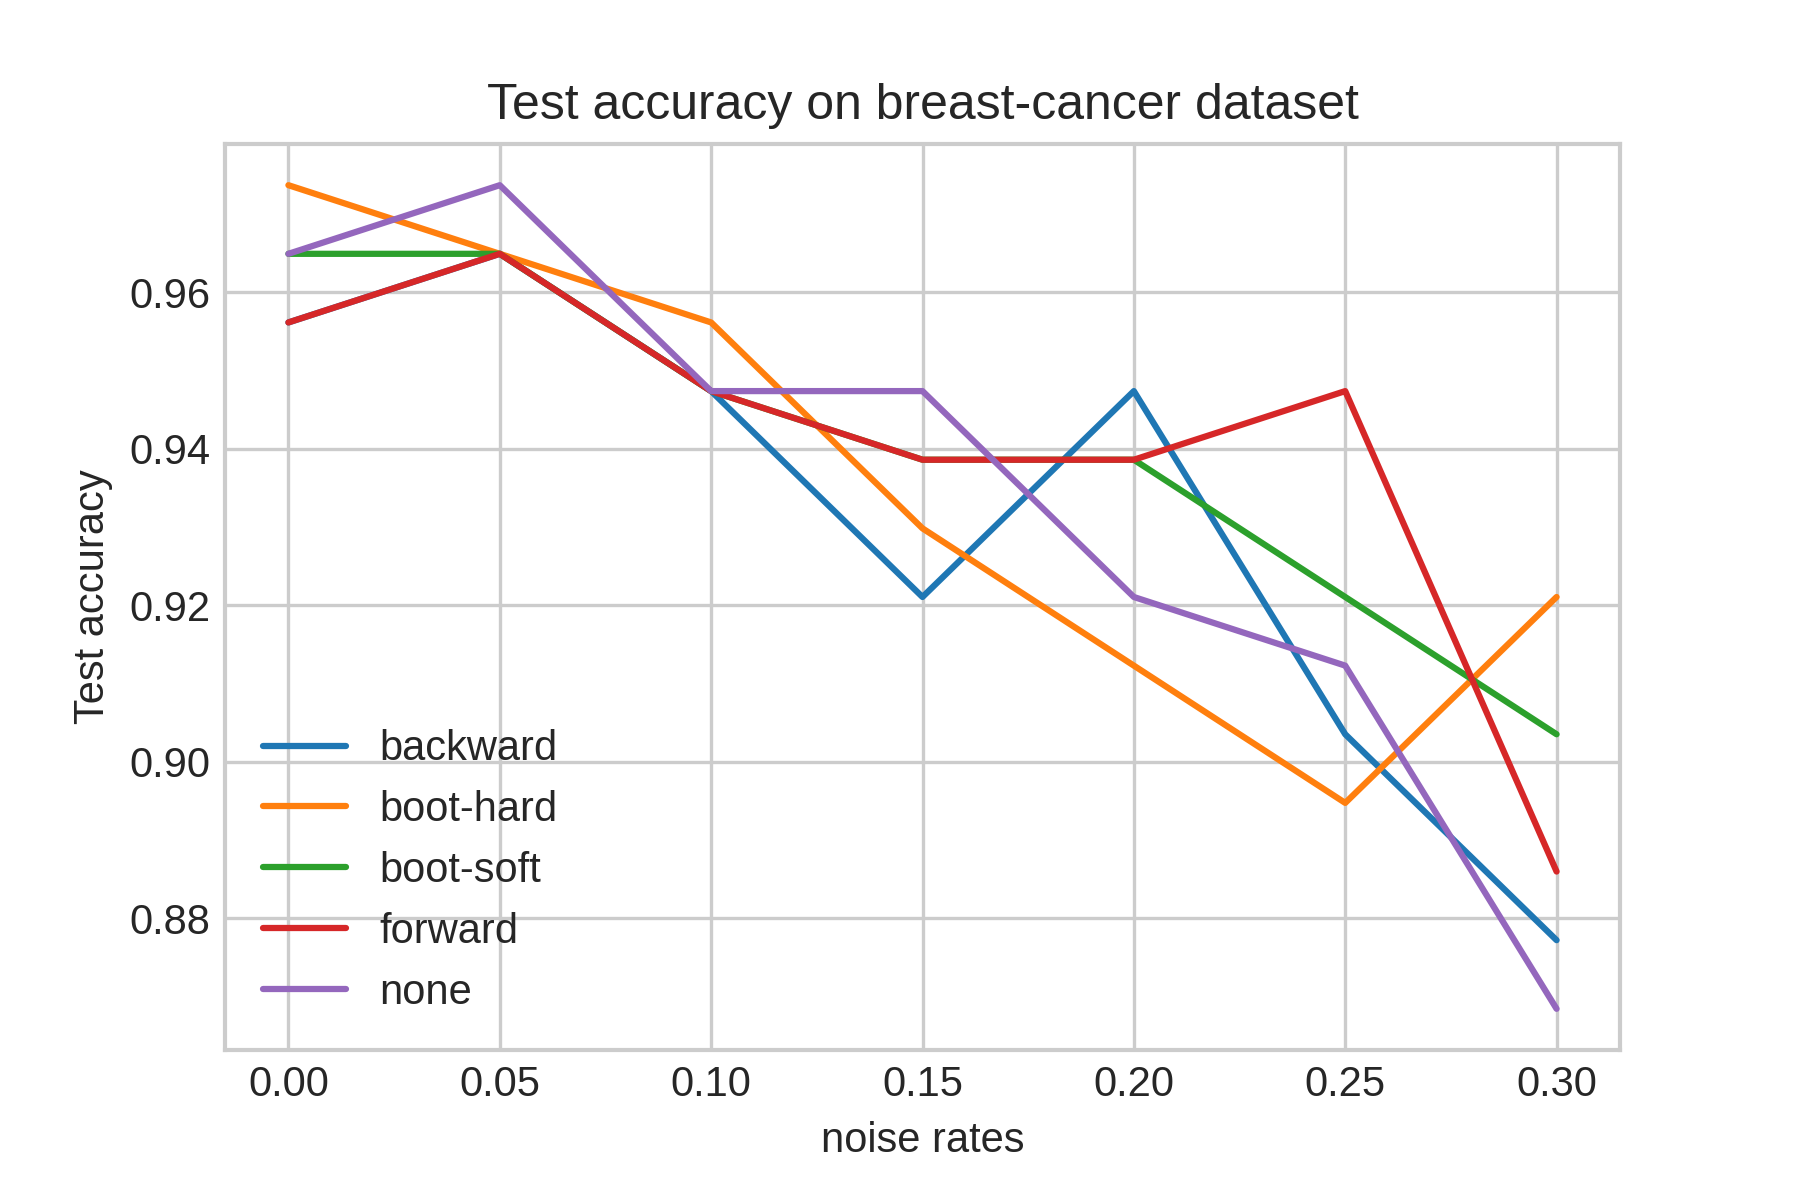 Test accuracy on breast-cancer dataset
Test accuracy
0.96
0.94
0.92
0.90
0.88
backward
boot-hard
boot-soft
forward
none
0.00 0.05 0.10 0.15 0.20 0.25 0.30
noise rates